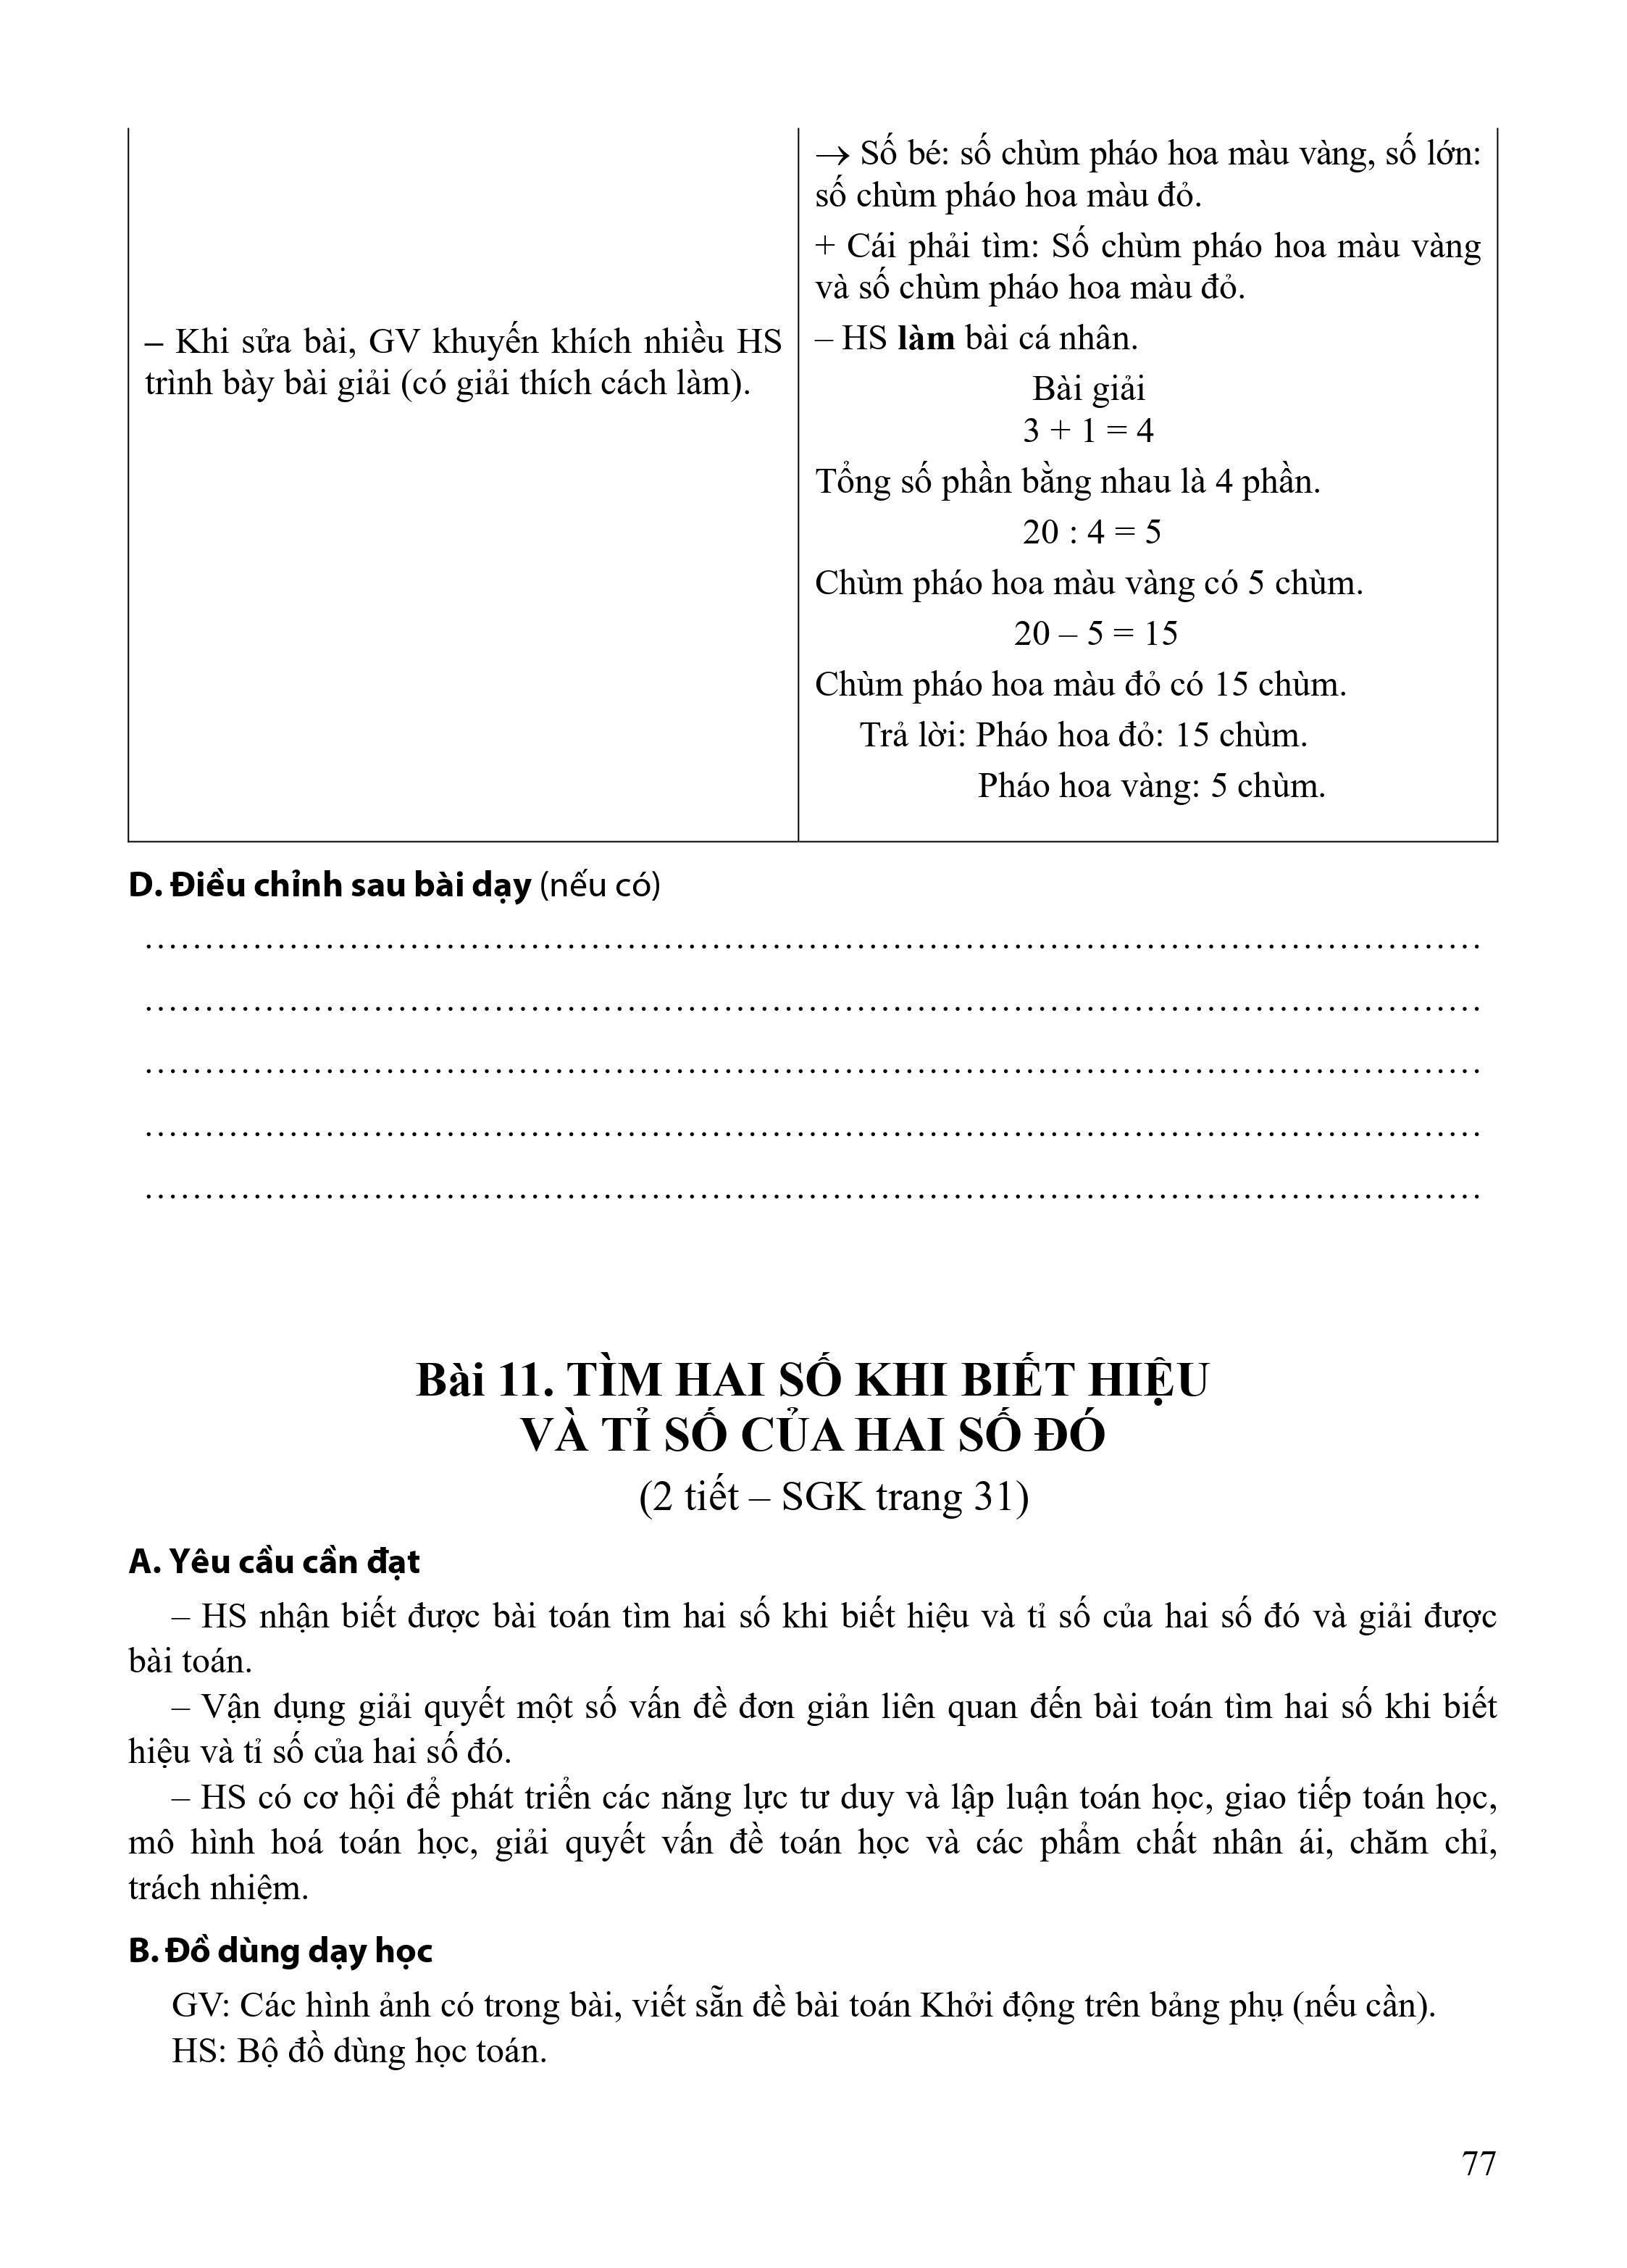 → Số bé: số chùm pháo hoa màu vàng, số lớn:
số chùm pháo hoa màu đỏ.
+ Cái phải tìm: Số chùm pháo hoa màu vàng
và số chùm pháo hoa màu đỏ.
– Khi sửa bài, GV khuyến khích nhiều HS
trình bày bài giải (có giải thích cách làm).
– HS làm bài cá nhân.
Bài giải
3 + 1 = 4
Tổng số phần bằng nhau là 4 phần.
20 : 4 = 5
Chùm pháo hoa màu vàng có 5 chùm.
20 – 5 = 15
Chùm pháo hoa màu đỏ có 15 chùm.
Trả lời: Pháo hoa đỏ: 15 chùm.
Pháo hoa vàng: 5 chùm.
D. Điều chỉnh sau bài dạy (nếu có)
Bài 11. TÌM HAI SỐ KHI BIẾT HIỆU
VÀ TỈ SỐ CỦA HAI SỐ ĐÓ
(2 tiết – SGK trang 31)
A. Yêu cầu cần đạt
– HS nhận biết được bài toán tìm hai số khi biết hiệu và tỉ số của hai số đó và giải được
bài toán.
– Vận dụng giải quyết một số vấn đề đơn giản liên quan đến bài toán tìm hai số khi biết
hiệu và tỉ số của hai số đó.
– HS có cơ hội để phát triển các năng lực tư duy và lập luận toán học, giao tiếp toán học,
mô hình hoá toán học, giải quyết vấn đề toán học và các phẩm chất nhân ái, chăm chỉ,
trách nhiệm.
B. Đồ dùng dạy học
GV: Các hình ảnh có trong bài, viết sẵn đề bài toán Khởi động trên bảng phụ (nếu cần).
HS: Bộ đồ dùng học toán.
77